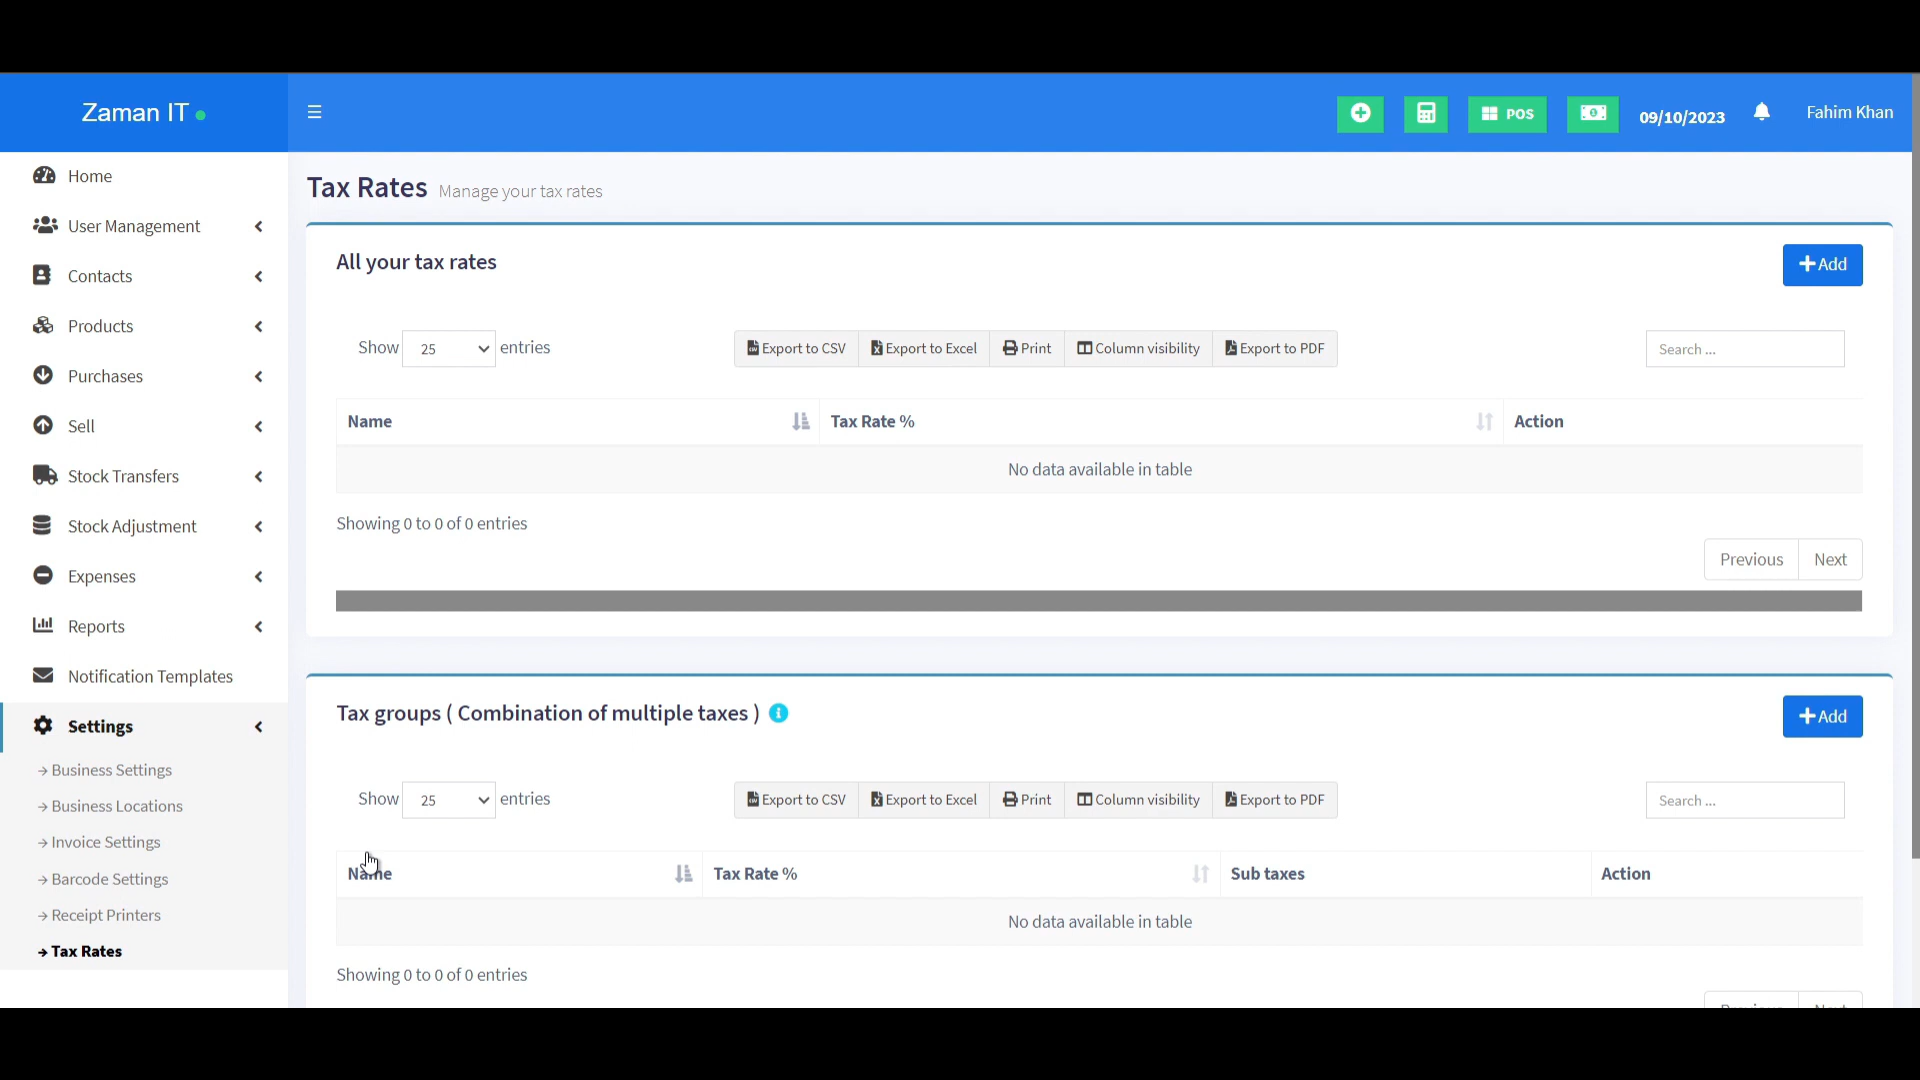 Zaman IT
POS
09/10/2023
Fahim Khan
Home
User Management
Contacts
Products
Purchases
Sell
Stock Transfers
Stock Adjustment
Expenses
Reports
Notification Templates
Settings
Business Settings
Business Locations
Invoice Settings
Barcode Settings
Receipt Printers
Tax Rates
Tax Rates Manage your tax rates
All your tax rates
Add
Show 25 entries
Export to CSV Export to Excel Print Column visibility Export to PDF
Search ...
Name Tax Rate % Action
No data available in table
Showing 0 to 0 of 0 entries
Previous Next
Tax groups ( Combination of multiple taxes )
Add
Show 25 entries
Export to CSV Export to Excel Print Column visibility Export to PDF
Search ...
Name Tax Rate % Sub taxes Action
No data available in table
Showing 0 to 0 of 0 entries